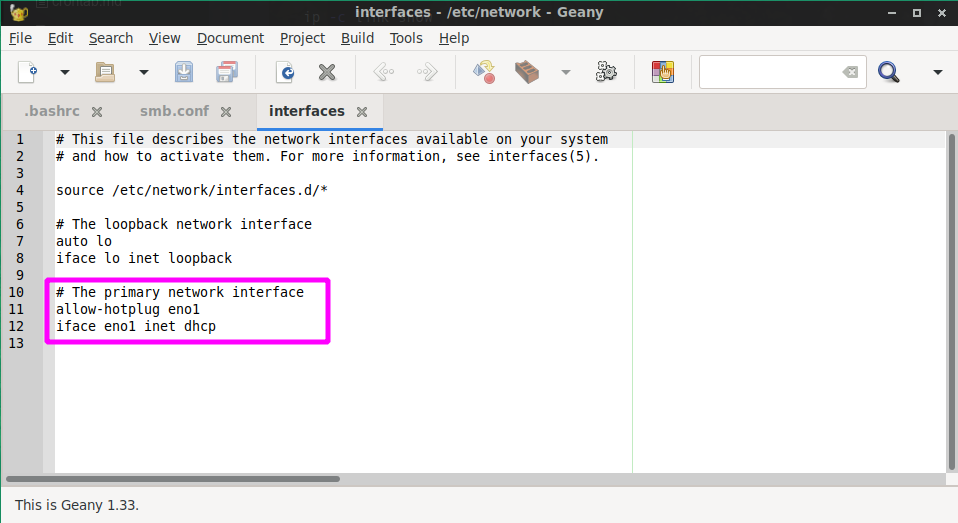 crontab.md
interfaces - /etc/network - Geany
File Edit Search View Document Project Build Tools Help
.bashrc smb.conf interfaces
1 # This file describes the network interfaces available on your system
2 # and how to activate them. For more information, see interfaces(5).
3
4 source /etc/network/interfaces.d/*
5
6 # The loopback network interface
7 auto lo
8 iface lo inet loopback
9
10 # The primary network interface
11 allow-hotplug eno1
12 iface eno1 inet dhcp
13
This is Geany 1.33.